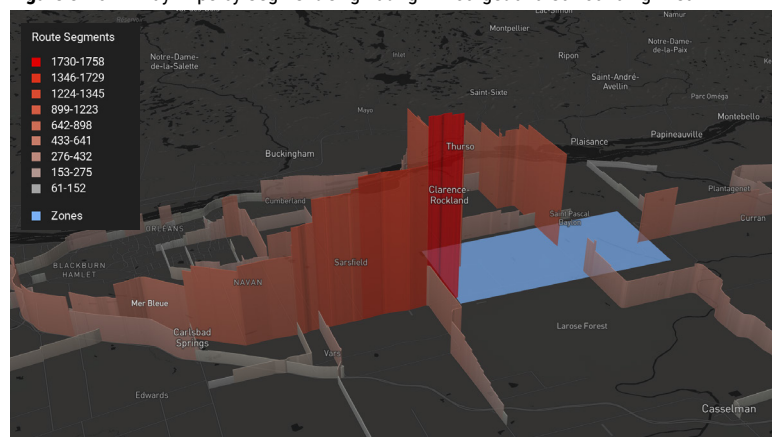 Route Segments
1730-1758
1346-1729
1224-1345
899-1223
642-898
433-641
276-432
153-275
61-152
Zones
Montpellier
Namur
Notre-Dame-
de-la-Salette
Inlet
Ripon
Notre-Dame-
de-la-Paix
Saint-Sixte
Saint-André-
Avellin
Parc Oméga
Mayo
Montebello
Buckingham
Thurso
Plaisance
Papineauville
Clarence-
Rockland
Cumberland
Plantagenet
ORLÉANS
Saint Pascal
Baylon
Curran
BLACKBURN
HAMLET
NAVAN
Sarsfield
Mer Bleue
Carlsbad
Springs
Larose Forest
Vars
Edwards
Casselman